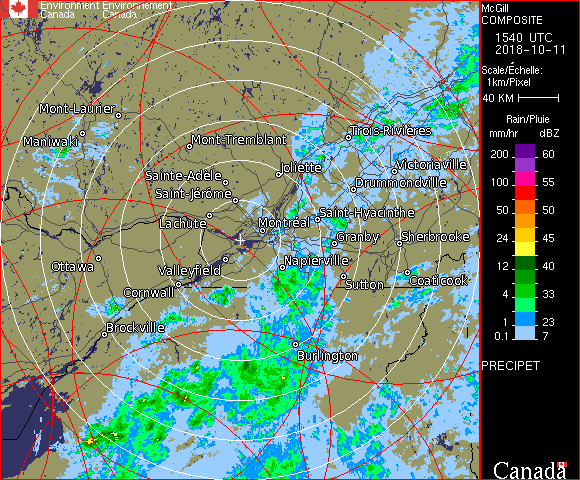 Environment Environnement
Canada Canada
McGill
COMPOSITE
1540 UTC
2018-10-11
Scale/Échelle:
1km/Pixel
40 KM
Rain/Pluie
mm/hr dBZ
200 60
100 55
50 50
24 45
12 40
4 33
1 23
0.1 7
PRECIPET
Canada
Mont-Laurier
Maniwaki
Mont-Tremblant
Trois-Rivières
Joliette
Victoriaville
Sainte-Adèle
Drummondville
Saint-Jérôme
Saint-Hyacinthe
Lachute
Montréal
Granby
Sherbrooke
Ottawa
Valleyfield
Napierville
Cornwall
Sutton
Coaticook
Brockville
Burlington